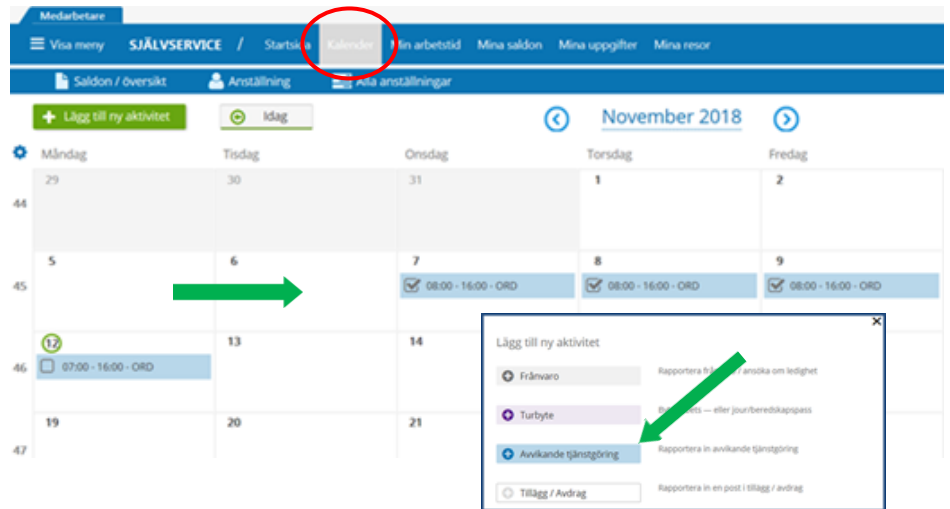 Medarbetare
Visa meny SJÄLVSERVICE / Startsida Kalender Min arbetstid Mina saldon Mina uppgifter Mina resor
Saldon / översikt Anställning Alla anställningar
Lägg till ny aktivitet Idag November 2018
Måndag Tisdag Onsdag Torsdag Fredag
29 30 31 1 2
44
5 6 7 8 9
45 08:00 - 16:00 - ORD 08:00 - 16:00 - ORD 08:00 - 16:00 - ORD
12 13 14
46 07:00 - 16:00 - ORD
19 20 21
47
Lägg till ny aktivitet
Frånvaro Rapportera / ansöka om ledighet
Turbyte eller jour/beredskapspass
Avvikande tjänstgöring Rapportera in avvikande tjänstgöring
Tillägg / Avdrag Rapportera in en post i tillägg / avdrag